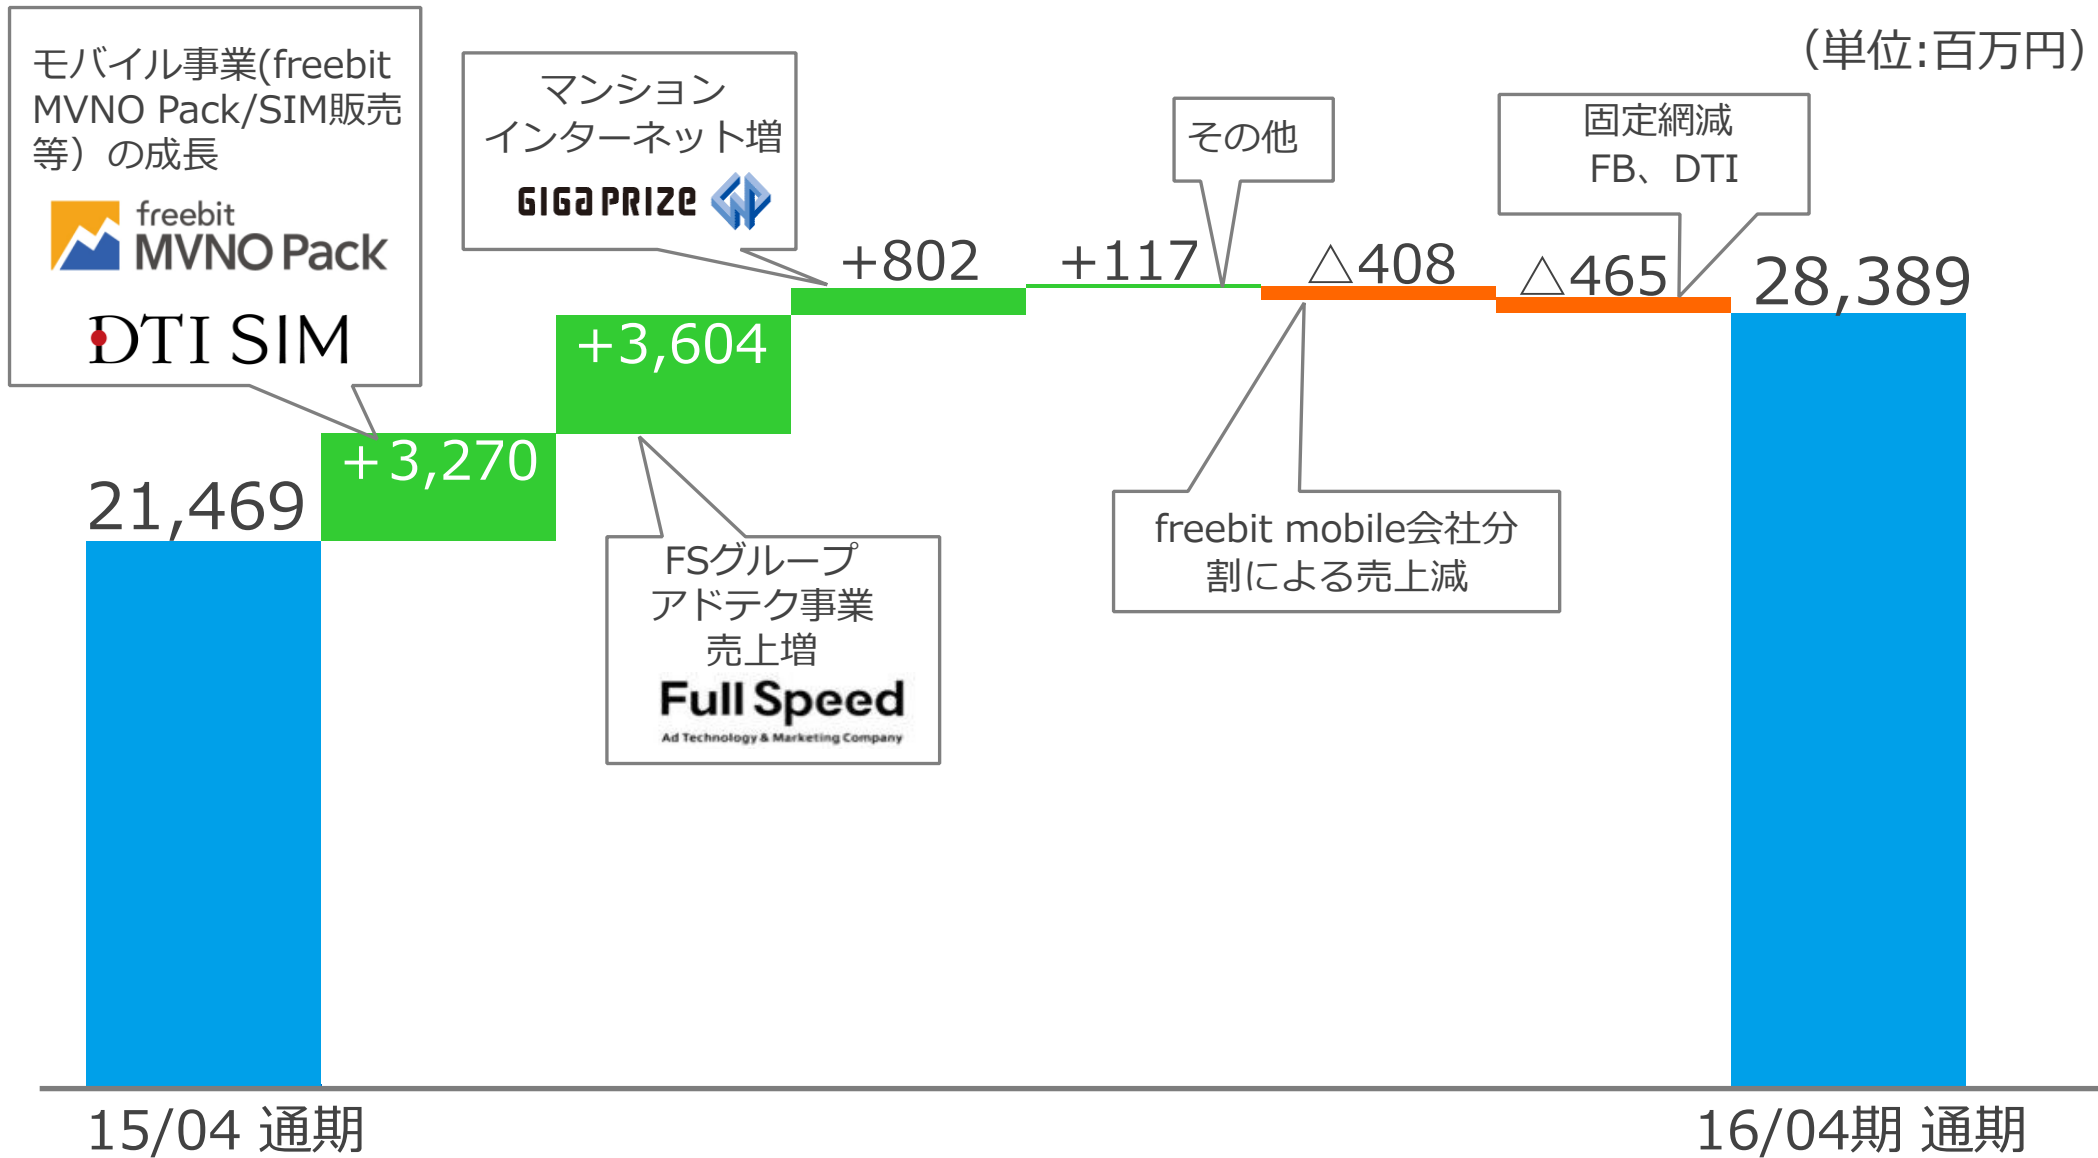 （単位:百万円）
モバイル事業(freebit
MVNO Pack/SIM販売
等）の成長
freebit
MVNO Pack
DTI SIM
マンション
インターネット増
GIGA PRIZE
その他
固定網減
FB、DTI
21,469
+3,270
+3,604
+802
+117
△408
△465
28,389
FSグループ
アドテク事業
売上増
Full Speed
Ad Technology & Marketing Company
freebit mobile会社分
割による売上減
15/04 通期
16/04期 通期